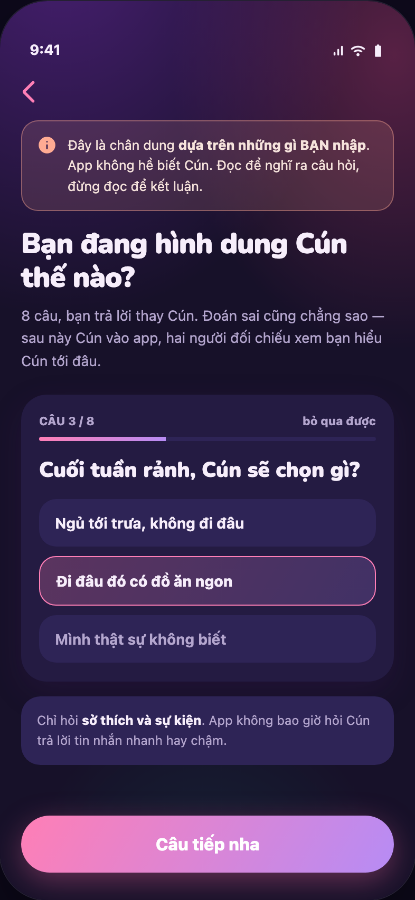 9:41
Đây là chân dung dựa trên những gì BẠN nhập.
App không hề biết Cún. Đọc để nghĩ ra câu hỏi,
đừng đọc để kết luận.
Bạn đang hình dung Cún
thế nào?
8 câu, bạn trả lời thay Cún. Đoán sai cũng chẳng sao —
sau này Cún vào app, hai người đối chiếu xem bạn hiểu
Cún tới đâu.
CÂU 3 / 8
bỏ qua được
Cuối tuần rảnh, Cún sẽ chọn gì?
Ngủ tới trưa, không đi đâu
Đi đâu đó có đồ ăn ngon
Mình thật sự không biết
Chỉ hỏi sở thích và sự kiện. App không bao giờ hỏi Cún
trả lời tin nhắn nhanh hay chậm.
Câu tiếp nha